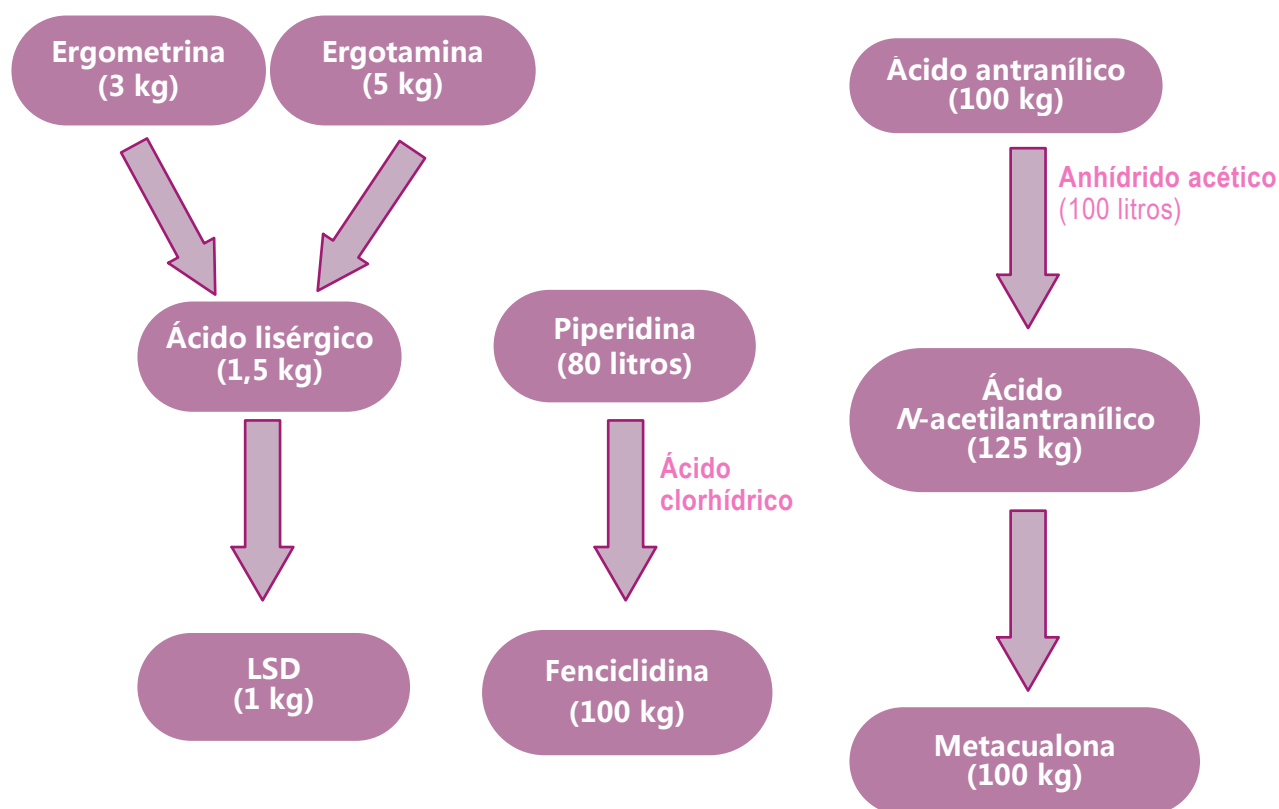 Ergometrina
(3 kg)
Ergotamina
(5 kg)
Ácido antranílico
(100 kg)
Anhídrido acético
(100 litros)
Ácido lisérgico
(1,5 kg)
Piperidina
(80 litros)
Ácido
N-acetilantranílico
(125 kg)
Ácido
clorhídrico
LSD
(1 kg)
Fenciclidina
(100 kg)
Metacualona
(100 kg)